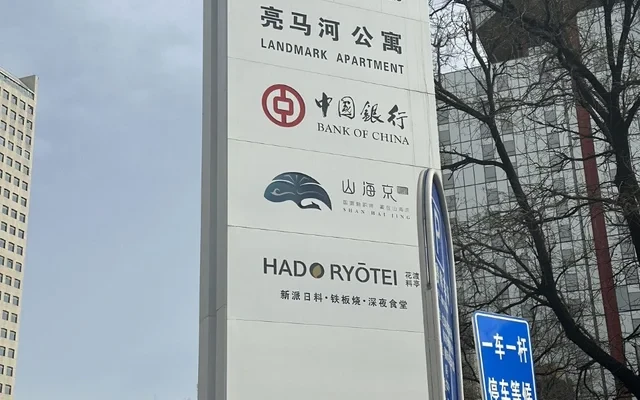 亮马河 公寓
LANDMARK APARTMENT
中国银行
BANK OF CHINA
山海京
SHAN HAI JING
HADO RYŌTEI 花渡料亭
新派日料·铁板烧·深夜食堂
一车一杆
停车等候